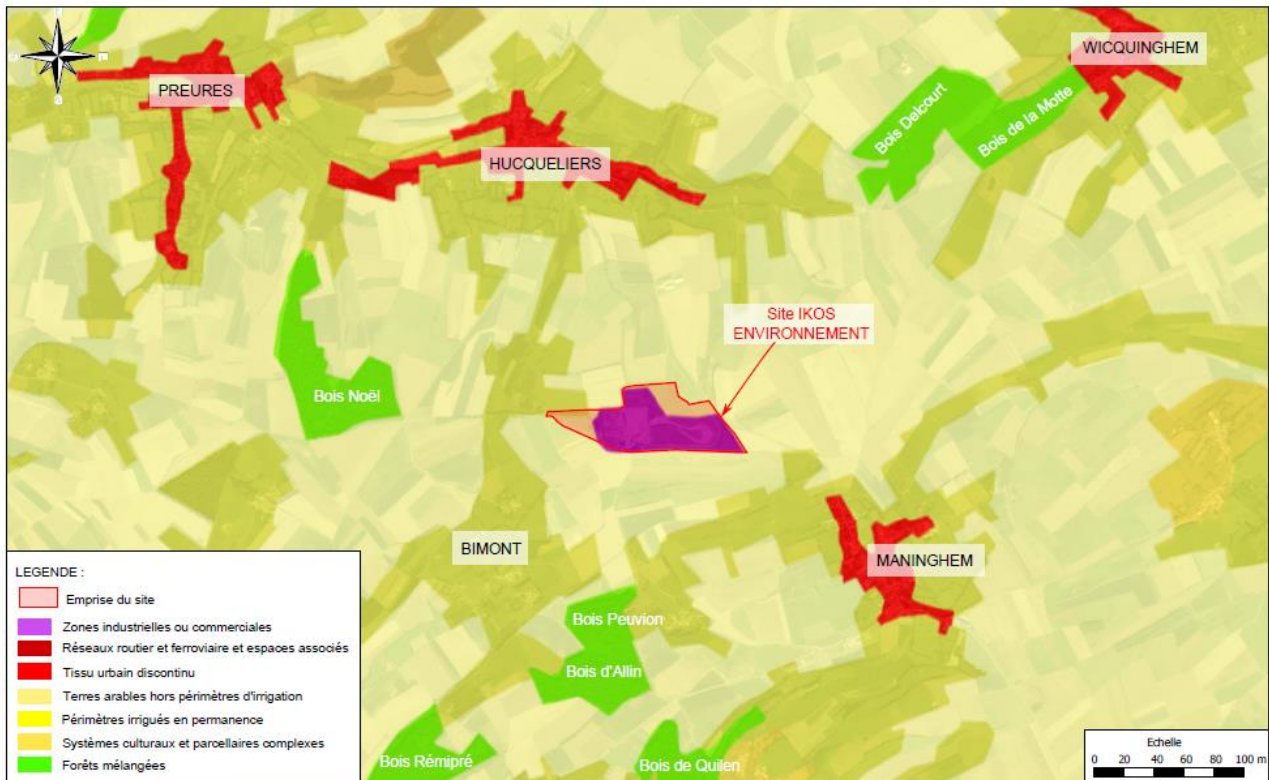 WICQUINGHEM
PREURES
Bois Delcourt
Bois de la Motte
HUCQUELIERS
Site IKOS
ENVIRONNEMENT
Bois Noël
BIMONT
MANINGHEM
Bois Peuvion
Bois d'Allin
Bois Rémipré
Bois de Quilen
LEGENDE :
Emprise du site
Zones industrielles ou commerciales
Réseaux routier et ferroviaire et espaces associés
Tissu urbain discontinu
Terres arables hors périmètres d'irrigation
Périmètres irrigués en permanence
Systèmes culturaux et parcellaires complexes
Forêts mélangées
Echelle
0 20 40 60 80 100 m